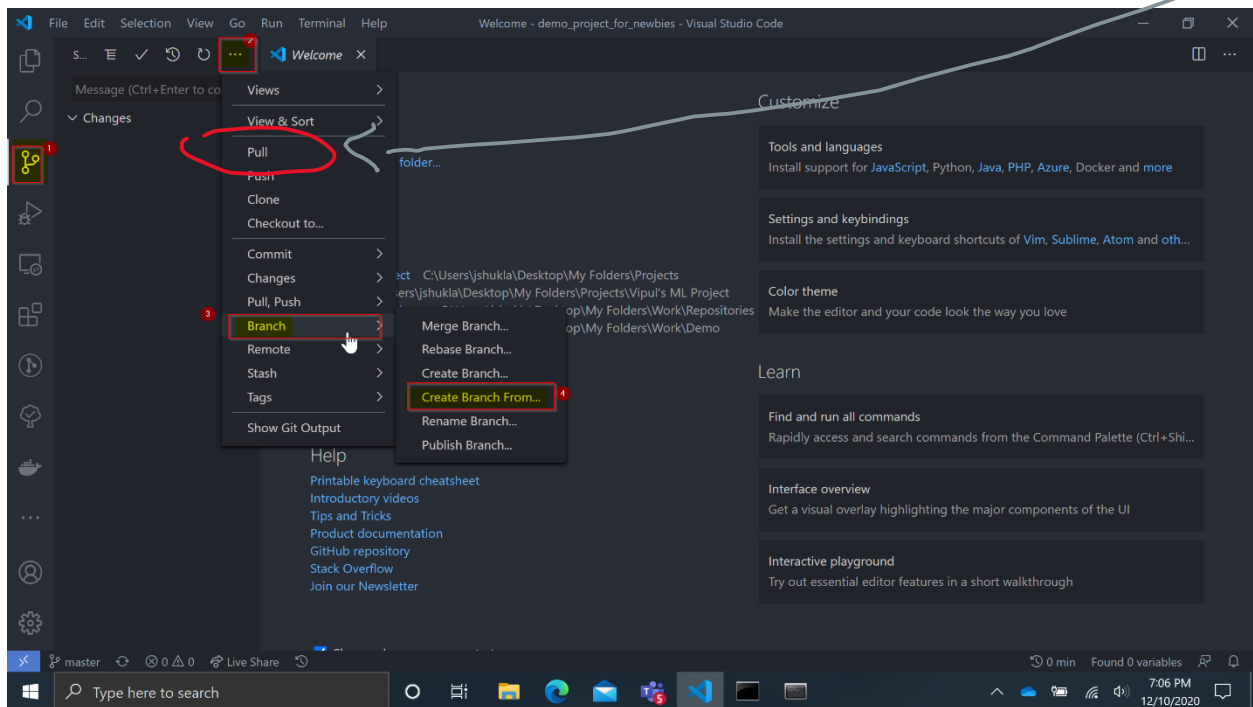 File Edit Selection View Go Run Terminal Help Welcome - demo_project_for_newbies - Visual Studio Code
S... 2 Welcome
Message (Ctrl+Enter to co
Changes
1
Views
View & Sort
Pull
Push
Clone
Checkout to...
Commit
Changes
Pull, Push
3
Branch
Remote
Stash
Tags
Show Git Output
Merge Branch...
Rebase Branch...
Create Branch...
Create Branch From... 4
Rename Branch...
Publish Branch...
folder...
ect C:\Users\jshukla\Desktop\My Folders\Projects
sers\jshukla\Desktop\My Folders\Projects\Vipul's ML Project
op\My Folders\Work\Repositories
op\My Folders\Work\Demo
Help
Printable keyboard cheatsheet
Introductory videos
Tips and Tricks
Product documentation
GitHub repository
Stack Overflow
Join our Newsletter
Customize
Tools and languages
Install support for JavaScript, Python, Java, PHP, Azure, Docker and more
Settings and keybindings
Install the settings and keyboard shortcuts of Vim, Sublime, Atom and oth...
Color theme
Make the editor and your code look the way you love
Learn
Find and run all commands
Rapidly access and search commands from the Command Palette (Ctrl+Shi...
Interface overview
Get a visual overlay highlighting the major components of the UI
Interactive playground
Try out essential editor features in a short walkthrough
master 0 0 Live Share 0 min Found 0 variables
Type here to search
7:06 PM
12/10/2020